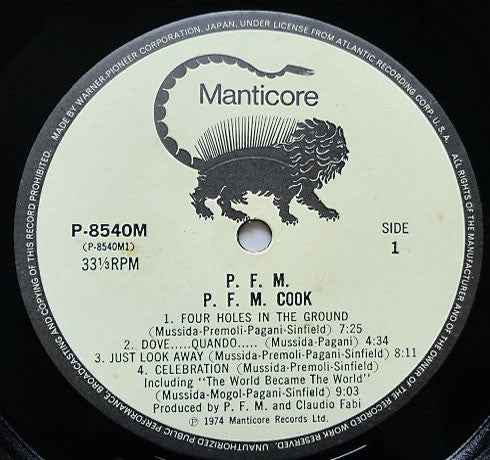 MADE BY WARNER-PIONEER CORPORATION, JAPAN, UNDER LICENSE FROM ATLANTIC RECORDING CORP. U.S.A.
ALL RIGHTS OF THE MANUFACTURER AND OF THE OWNER OF THE RECORDED WORK RESERVED.
UNAUTHORIZED PUBLIC PERFORMANCE BROADCASTING AND COPYING OF THIS RECORD PROHIBITED.
Manticore
P-8540M
(P-8540M1)
33⅓RPM
SIDE
1
P. F. M.
P. F. M. COOK
1. FOUR HOLES IN THE GROUND
(Mussida-Premoli-Pagani-Sinfield) 7:25
2. DOVE.....QUANDO..... (Mussida-Pagani) 4:34
3. JUST LOOK AWAY (Mussida-Premoli-Pagani-Sinfield) 8:11
4. CELEBRATION (Mussida-Premoli-Pagani-Sinfield)
Including "The World Became The World"
(Mussida-Mogol-Pagani-Sinfield) 9:03
Produced by P. F. M. and Claudio Fabi
℗ 1974 Manticore Records Ltd.